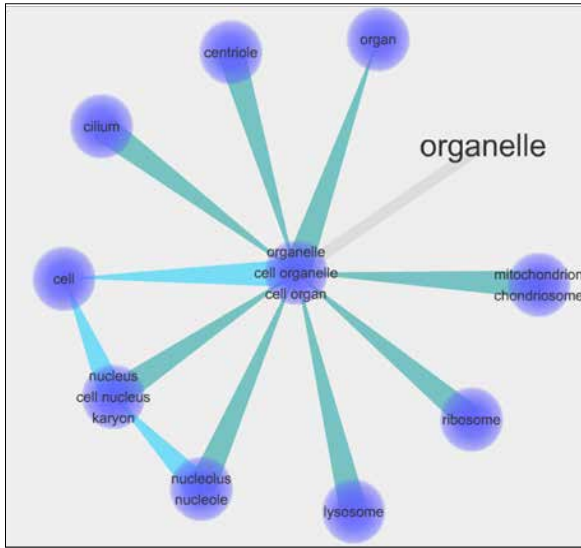 organ
centriole
cilium
organelle
organelle
cell organelle
cell organ
cell
mitochondrion
chondriosome
nucleus
cell nucleus
karyon
ribosome
nucleolus
nucleole
lysosome